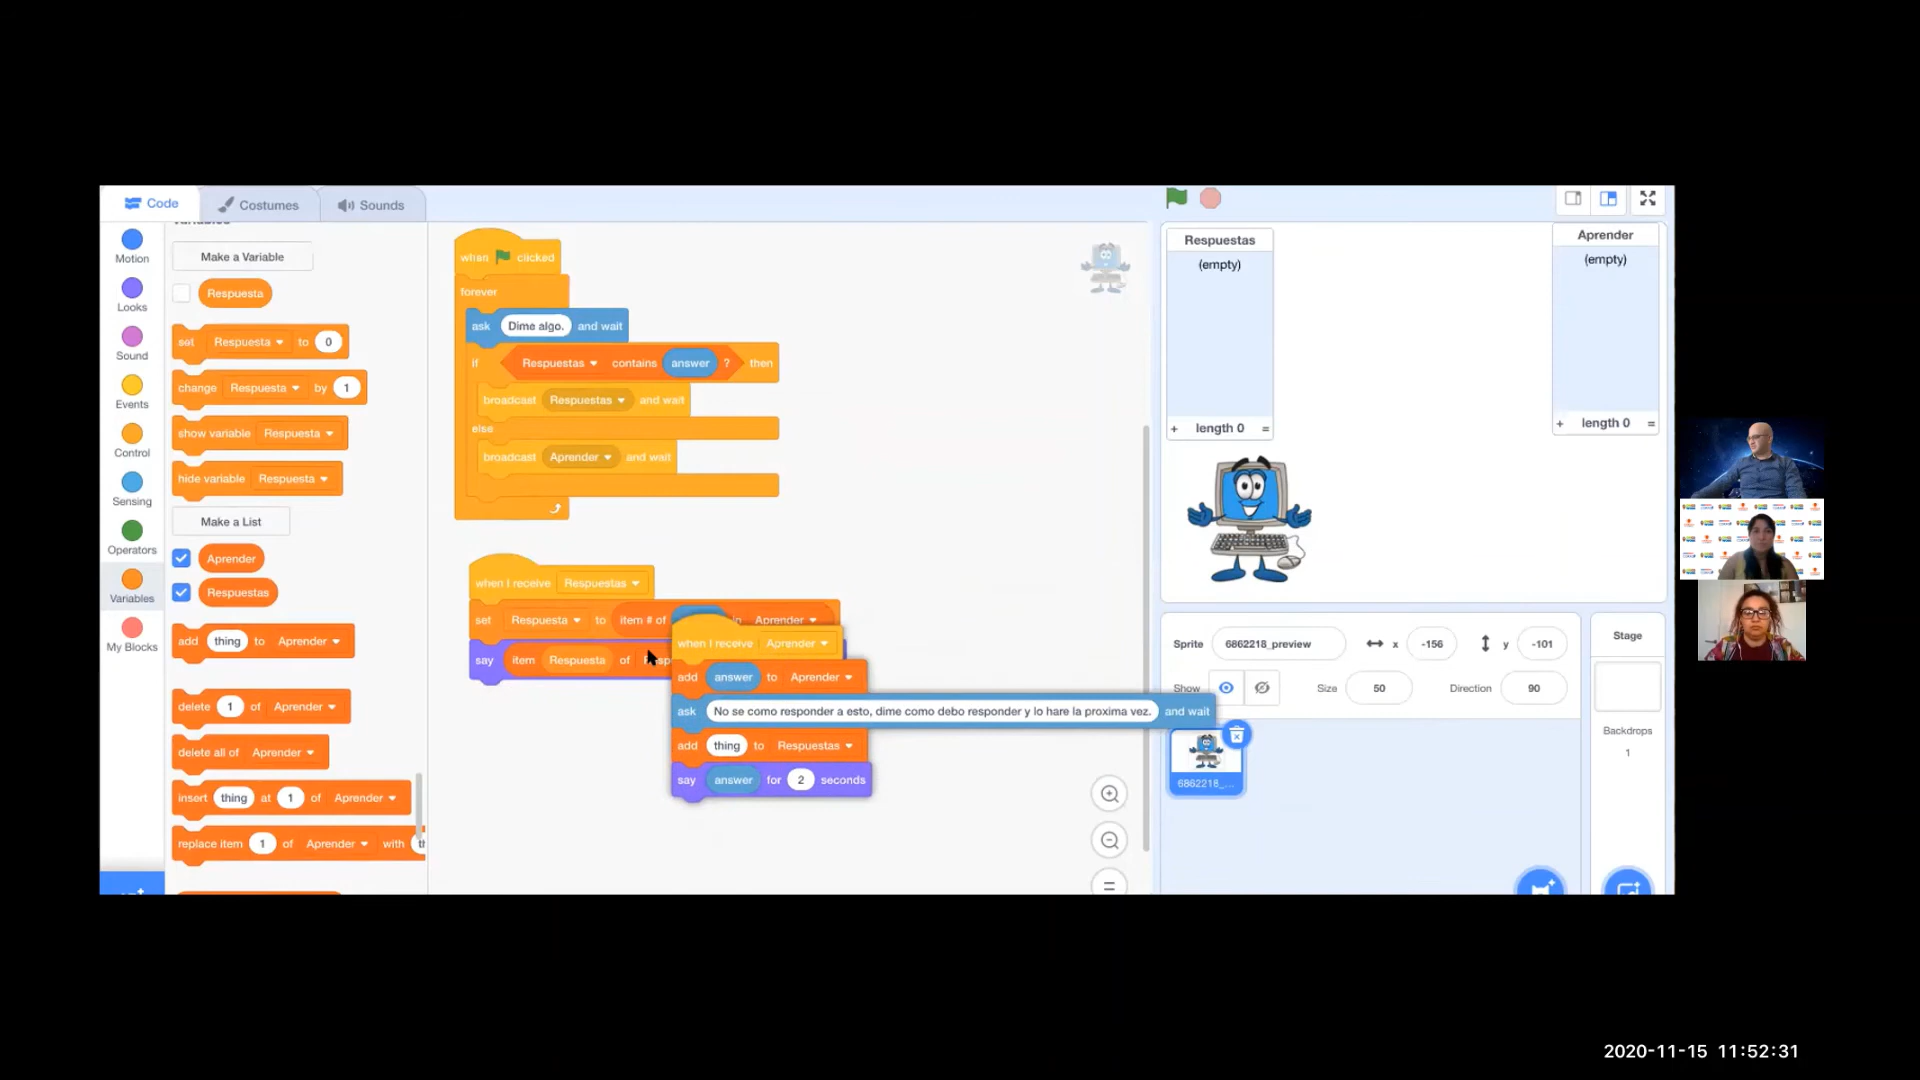 Code
Costumes
Sounds
Motion
Looks
Sound
Events
Control
Sensing
Operators
Variables
My Blocks
Variables
Make a Variable
Respuesta
set Respuesta to 0
change Respuesta by 1
show variable Respuesta
hide variable Respuesta
Make a List
Aprender
Respuestas
add thing to Aprender
delete 1 of Aprender
delete all of Aprender
insert thing at 1 of Aprender
replace item 1 of Aprender with
when clicked
forever
ask Dime algo. and wait
if Respuestas contains answer ? then
broadcast Respuestas and wait
else
broadcast Aprender and wait
when I receive Respuestas
set Respuesta to item # of in Aprender
say item Respuesta of
when I receive Aprender
add answer to Aprender
ask No se como responder a esto, dime como debo responder y lo hare la proxima vez. and wait
add thing to Respuestas
say answer for 2 seconds
Respuestas
(empty)
+ length 0 =
Aprender
(empty)
+ length 0 =
Sprite 6862218_preview x -156 y -101
Show Size 50 Direction 90
6862218_...
Stage
Backdrops
1
2020-11-15 11:52:31